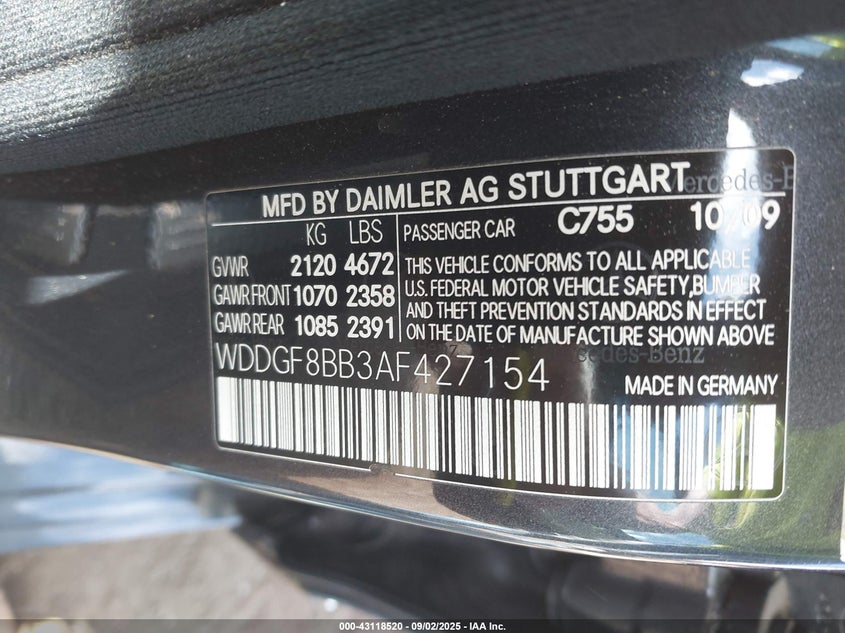 MFD BY DAIMLER AG STUTTGART
KG LBS
GVWR 2120 4672
GAWR FRONT 1070 2358
GAWR REAR 1085 2391
PASSENGER CAR C755 10/09
THIS VEHICLE CONFORMS TO ALL APPLICABLE
U.S. FEDERAL MOTOR VEHICLE SAFETY,BUMPER
AND THEFT PREVENTION STANDARDS IN EFFECT
ON THE DATE OF MANUFACTURE SHOWN ABOVE
WDDGF8BB3AF427154
MADE IN GERMANY
000-43118520 - 09/02/2025 - IAA Inc.